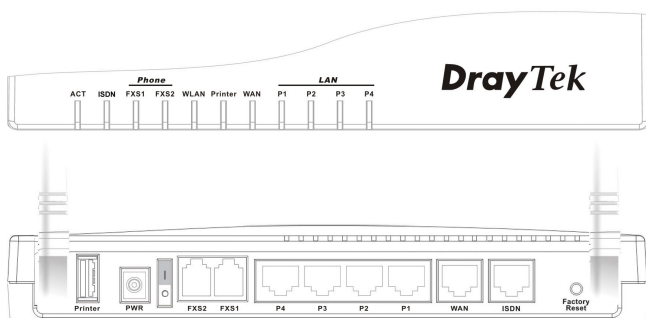 Phone
LAN
ACT ISDN FXS1 FXS2 WLAN Printer WAN P1 P2 P3 P4
DrayTek
Printer PWR FXS2 FXS1 P4 P3 P2 P1 WAN ISDN Factory
Reset